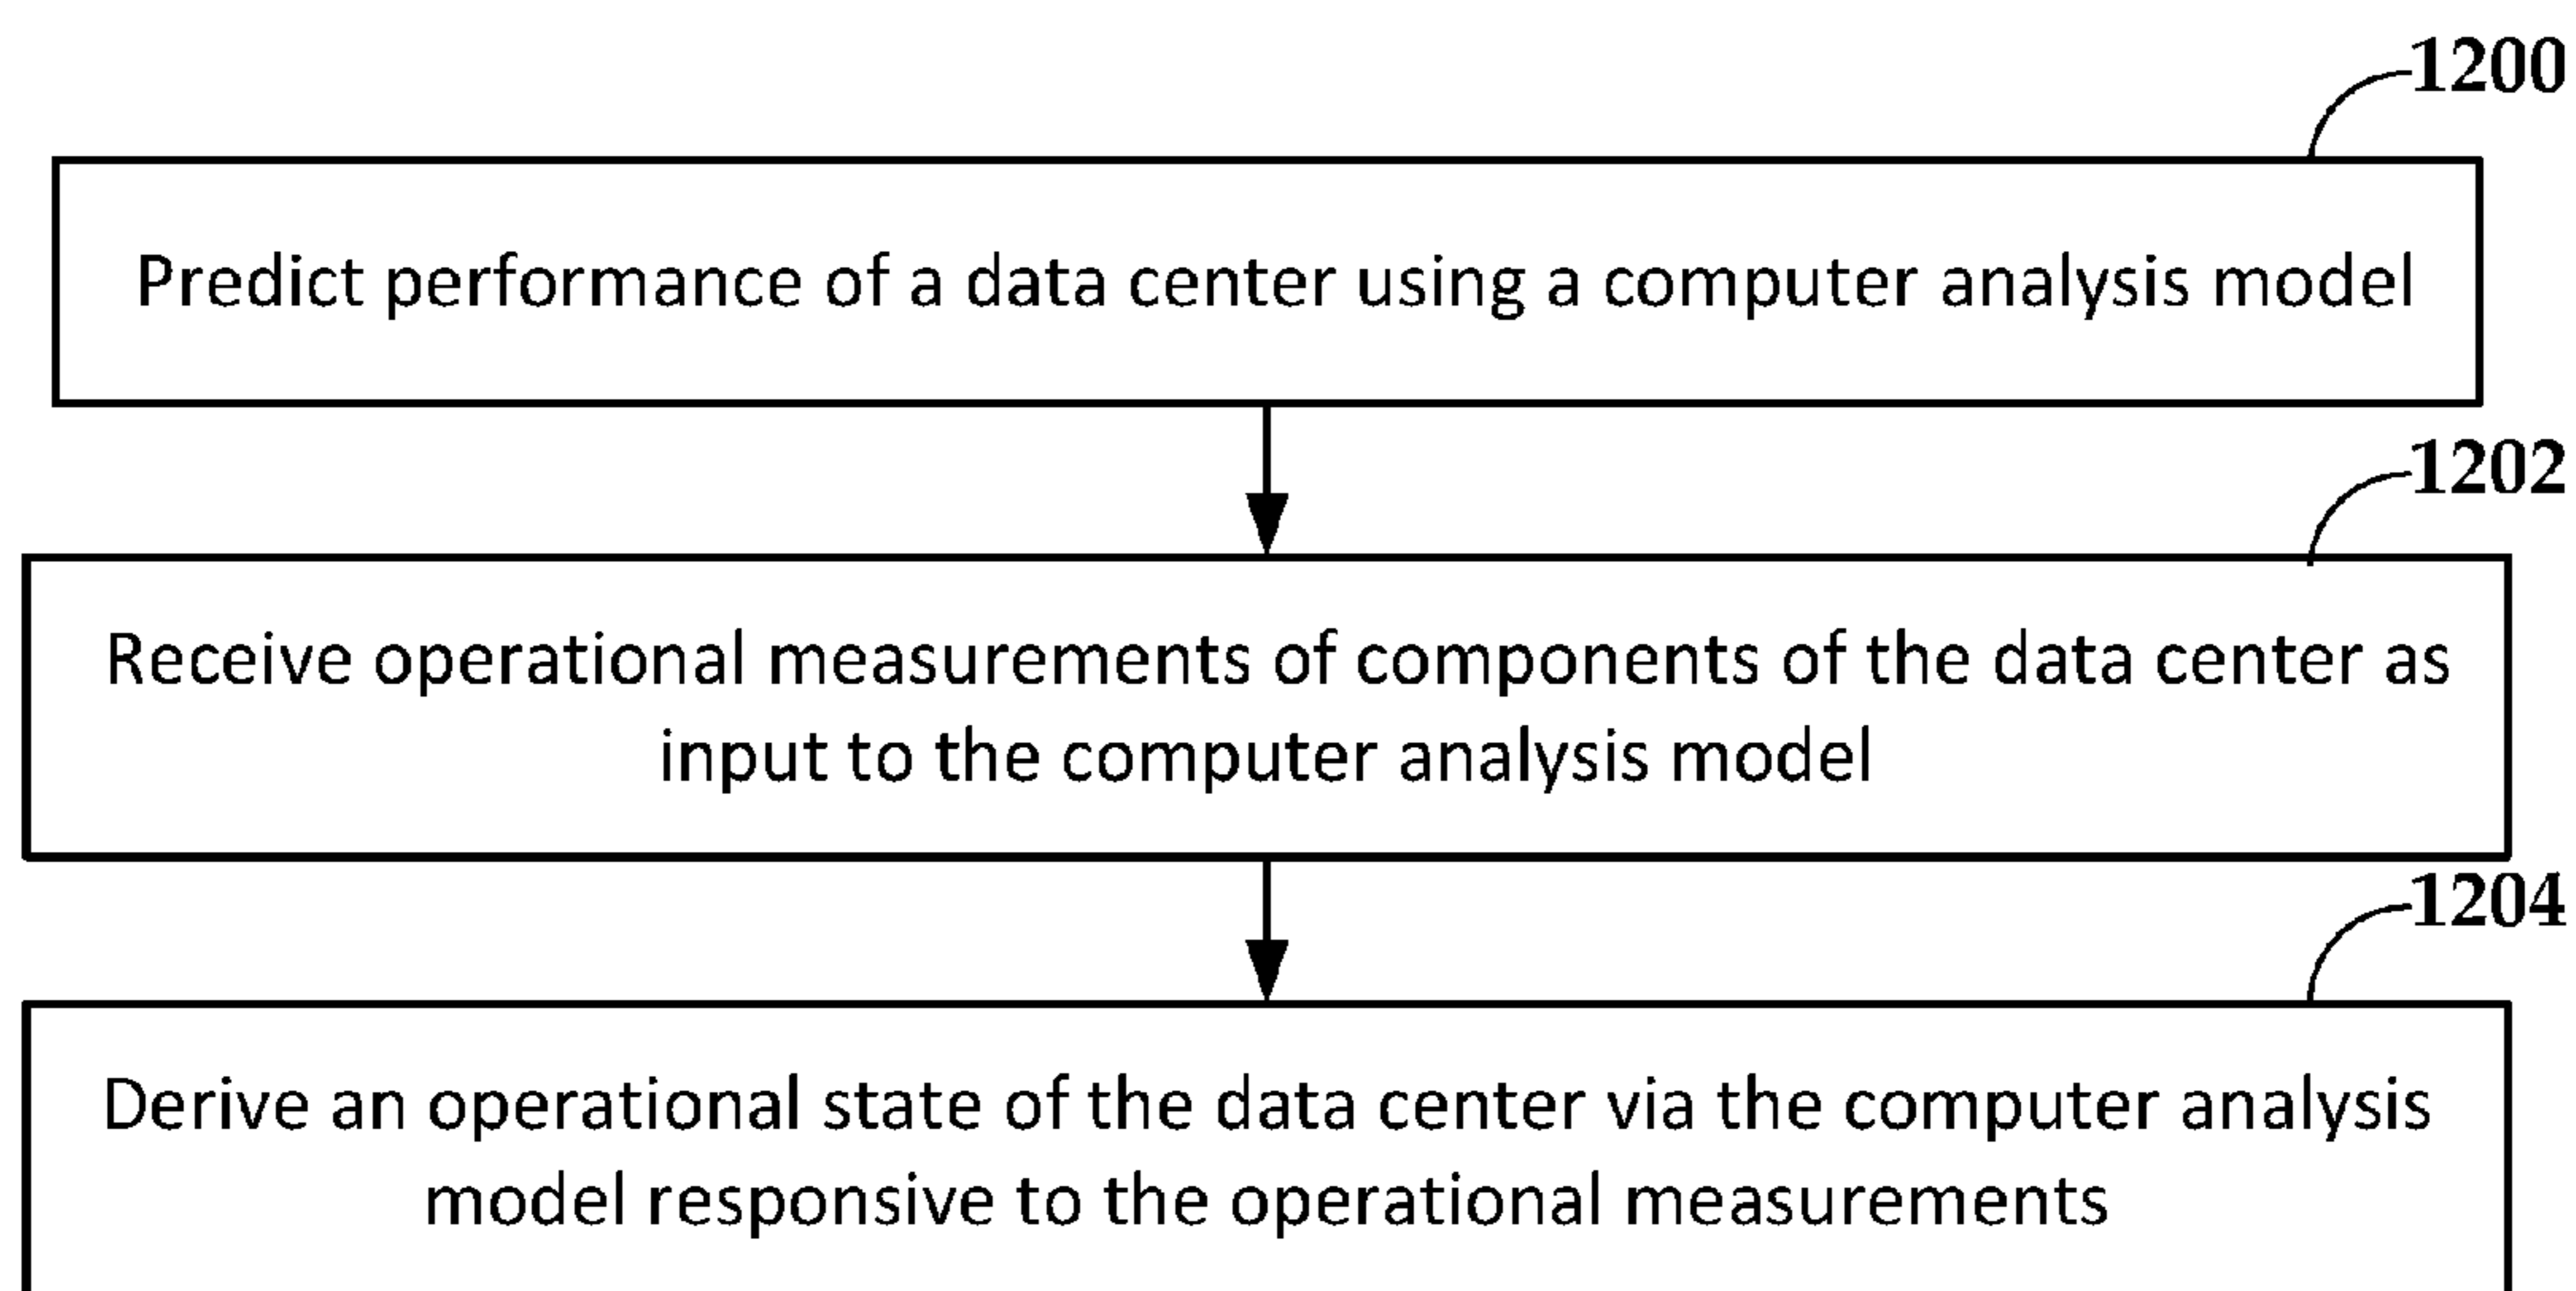 1200
Predict performance of a data center using a computer analysis model
1202
Receive operational measurements of components of the data center as
input to the computer analysis model
1204
Derive an operational state of the data center via the computer analysis
model responsive to the operational measurements